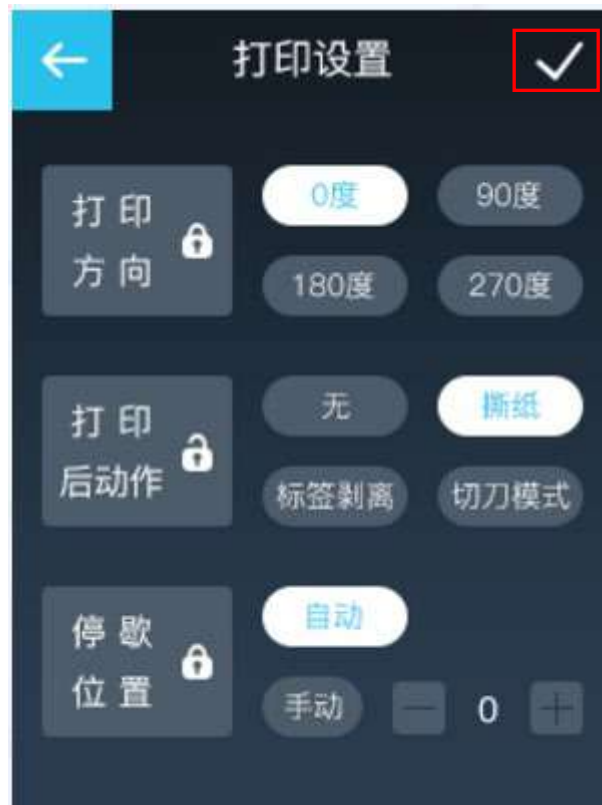 打印设置
打印
方向
0度
90度
180度
270度
打印
后动作
无
撕纸
标签剥离
切刀模式
停歇
位置
自动
手动
0